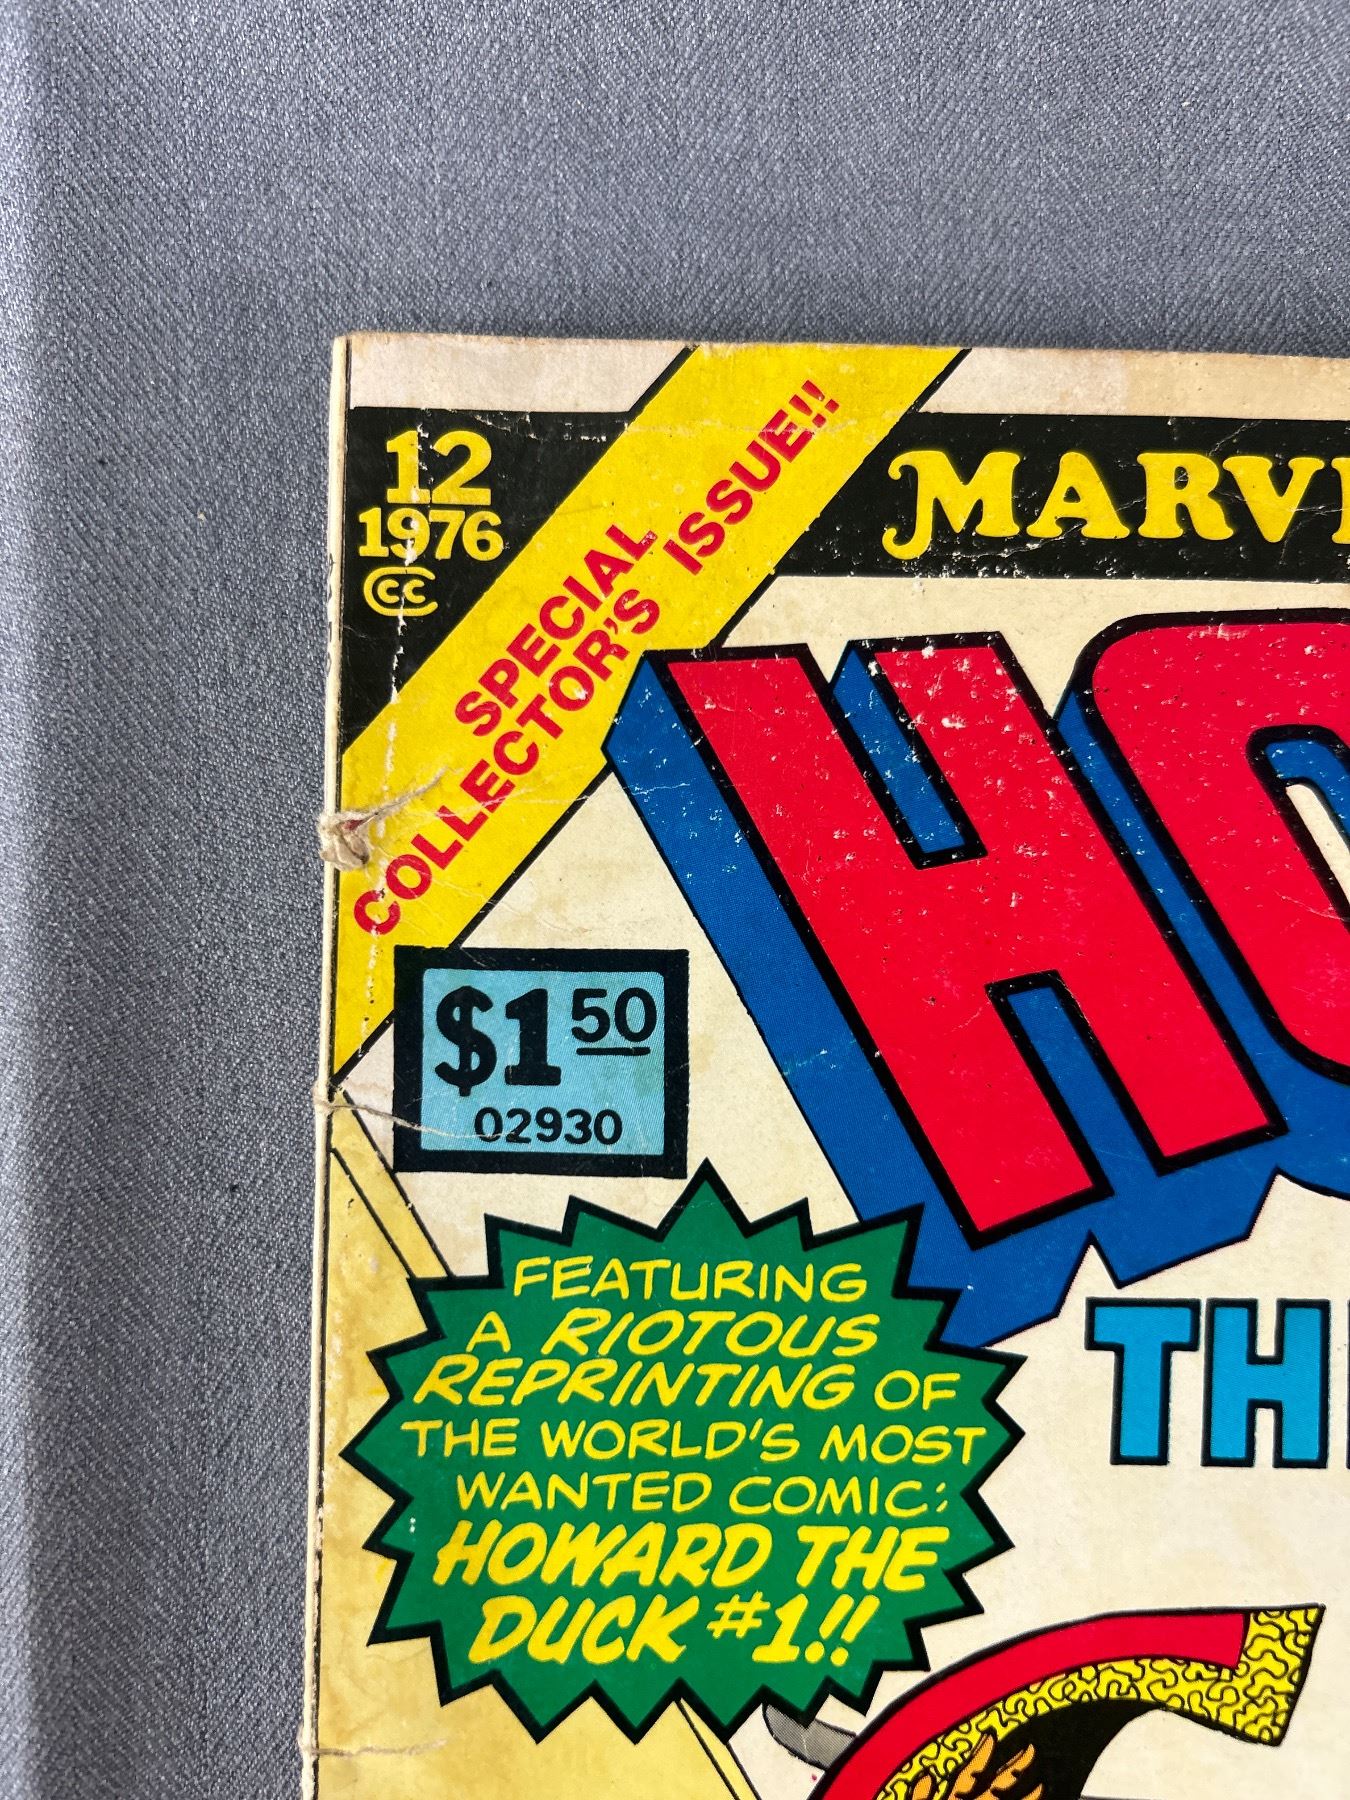 12
1976
CCC
SPECIAL
COLLECTOR'S ISSUE!!
MARV
HO
$1 50
02930
TH
FEATURING
A RIOTOUS
REPRINTING OF
THE WORLD'S MOST
WANTED COMIC:
HOWARD THE
DUCK #1!!